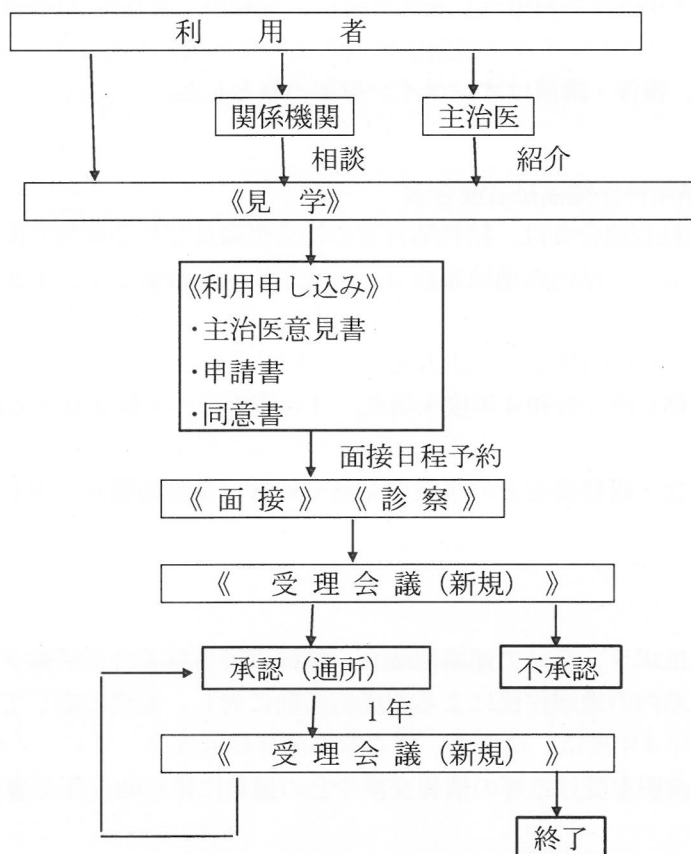 利 用 者
関係機関 主治医
相談 紹介
《見 学》
《利用申し込み》
・主治医意見書
・申請書
・同意書
面接日程予約
《 面 接 》 《 診 察 》
《 受 理 会 議 （新規） 》
承認（通所） 不承認
1年
《 受 理 会 議 （新規） 》
終了